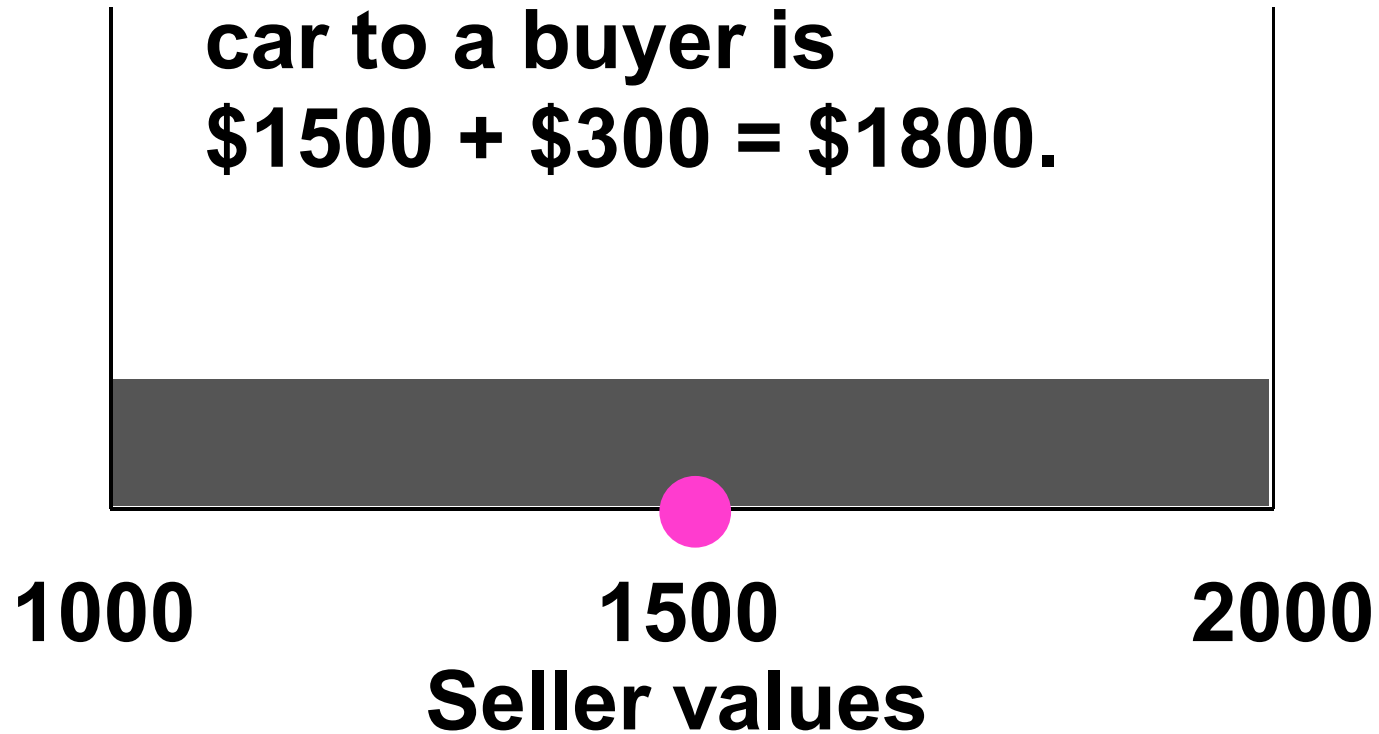 car to a buyer is
$1500 + $300 = $1800.
1000 1500 2000
Seller values